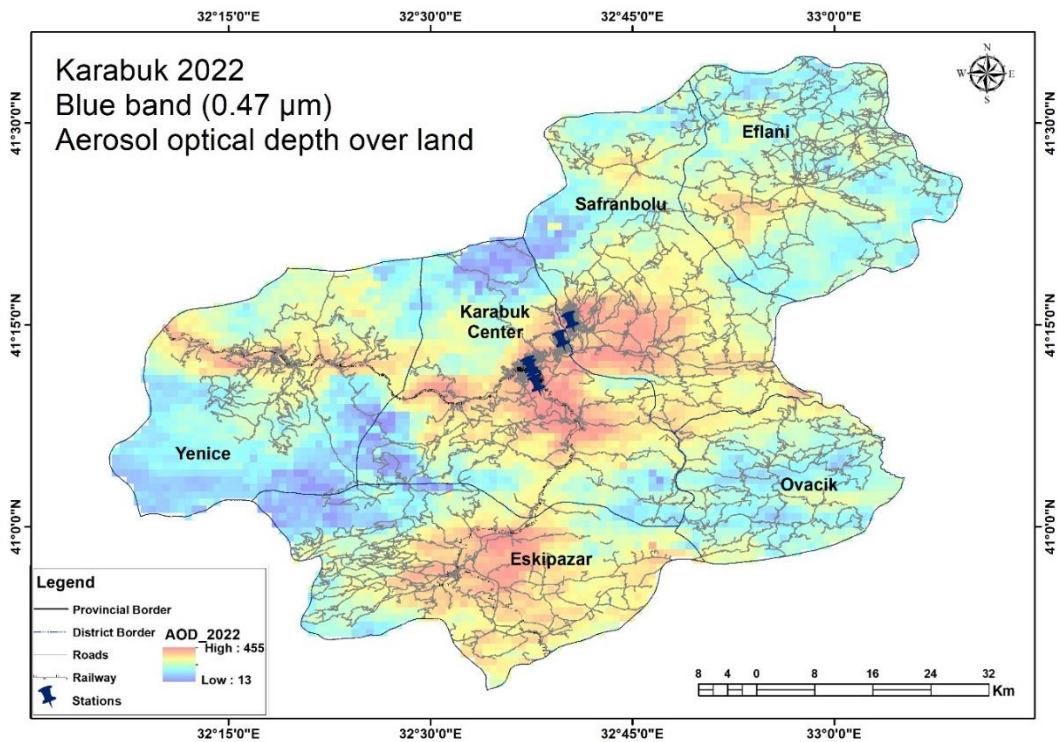 32°15'0"E 32°30'0"E 32°45'0"E 33°0'0"E
Karabuk 2022
Blue band (0.47 µm)
Aerosol optical depth over land
N
W E
S
41°30'0"N 41°30'0"N
Eflani
Safranbolu
41°15'0"N 41°15'0"N
Karabuk
Center
Yenice
Ovacik
41°0'0"N 41°0'0"N
Eskipazar
Legend
Provincial Border
District Border
Roads
Railway
Stations
AOD_2022
High : 455
Low : 13
8 4 0 8 16 24 32
Km
32°15'0"E 32°30'0"E 32°45'0"E 33°0'0"E